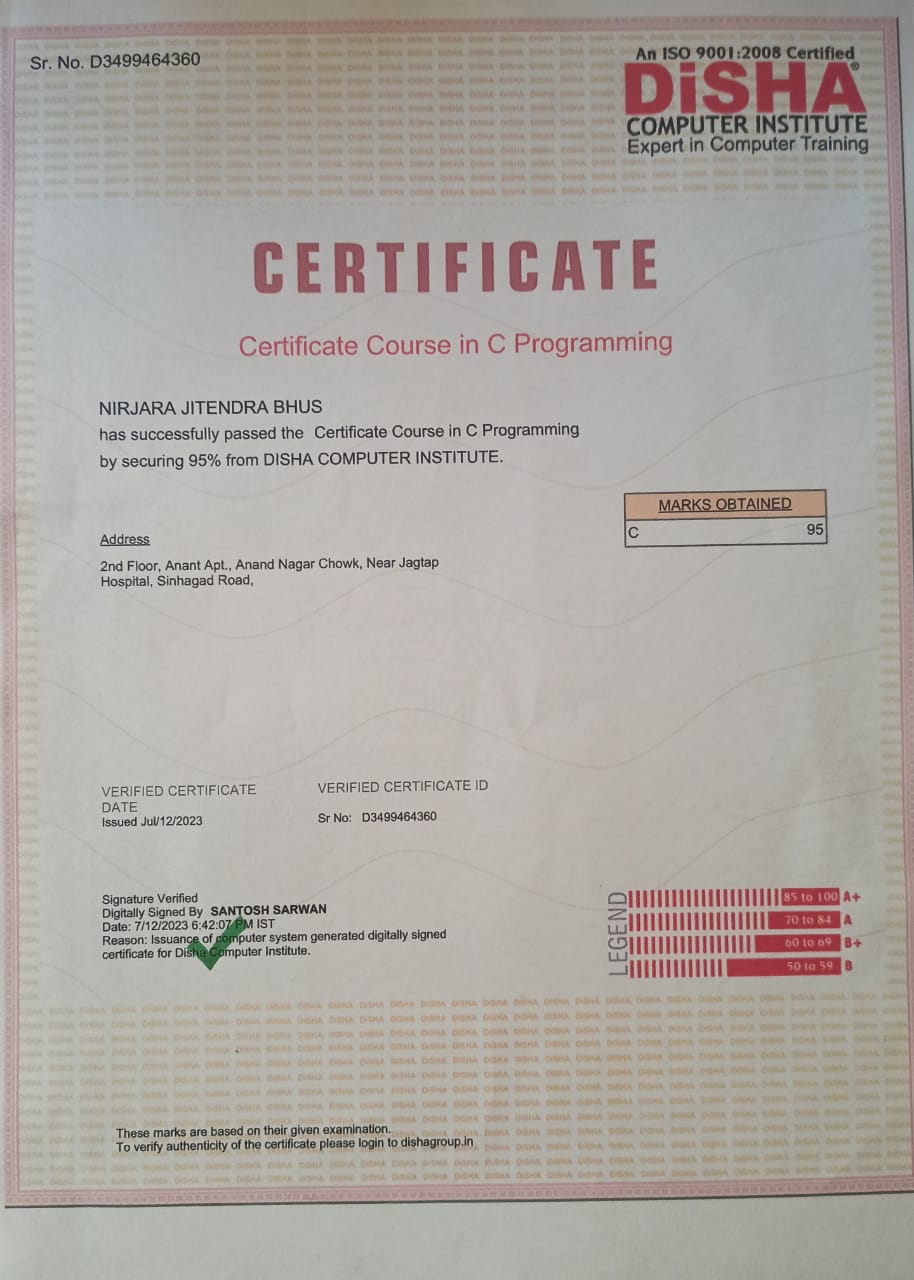 Sr. No. D3499464360
An ISO 9001:2008 Certified
DiSHA®
COMPUTER INSTITUTE
Expert in Computer Training
CERTIFICATE
Certificate Course in C Programming
NIRJARA JITENDRA BHUS
has successfully passed the Certificate Course in C Programming
by securing 95% from DISHA COMPUTER INSTITUTE.
MARKS OBTAINED
C 95
Address
2nd Floor, Anant Apt., Anand Nagar Chowk, Near Jagtap
Hospital, Sinhagad Road,
VERIFIED CERTIFICATE
DATE
Issued Jul/12/2023
VERIFIED CERTIFICATE ID
Sr No: D3499464360
Signature Verified
Digitally Signed By SANTOSH SARWAN
Date: 7/12/2023 6:42:07 PM IST
Reason: Issuance of computer system generated digitally signed
certificate for Disha Computer Institute.
LEGEND
85 to 100 A+
70 to 84 A
60 to 69 B+
50 to 59 B
These marks are based on their given examination.
To verify authenticity of the certificate please login to dishagroup.in